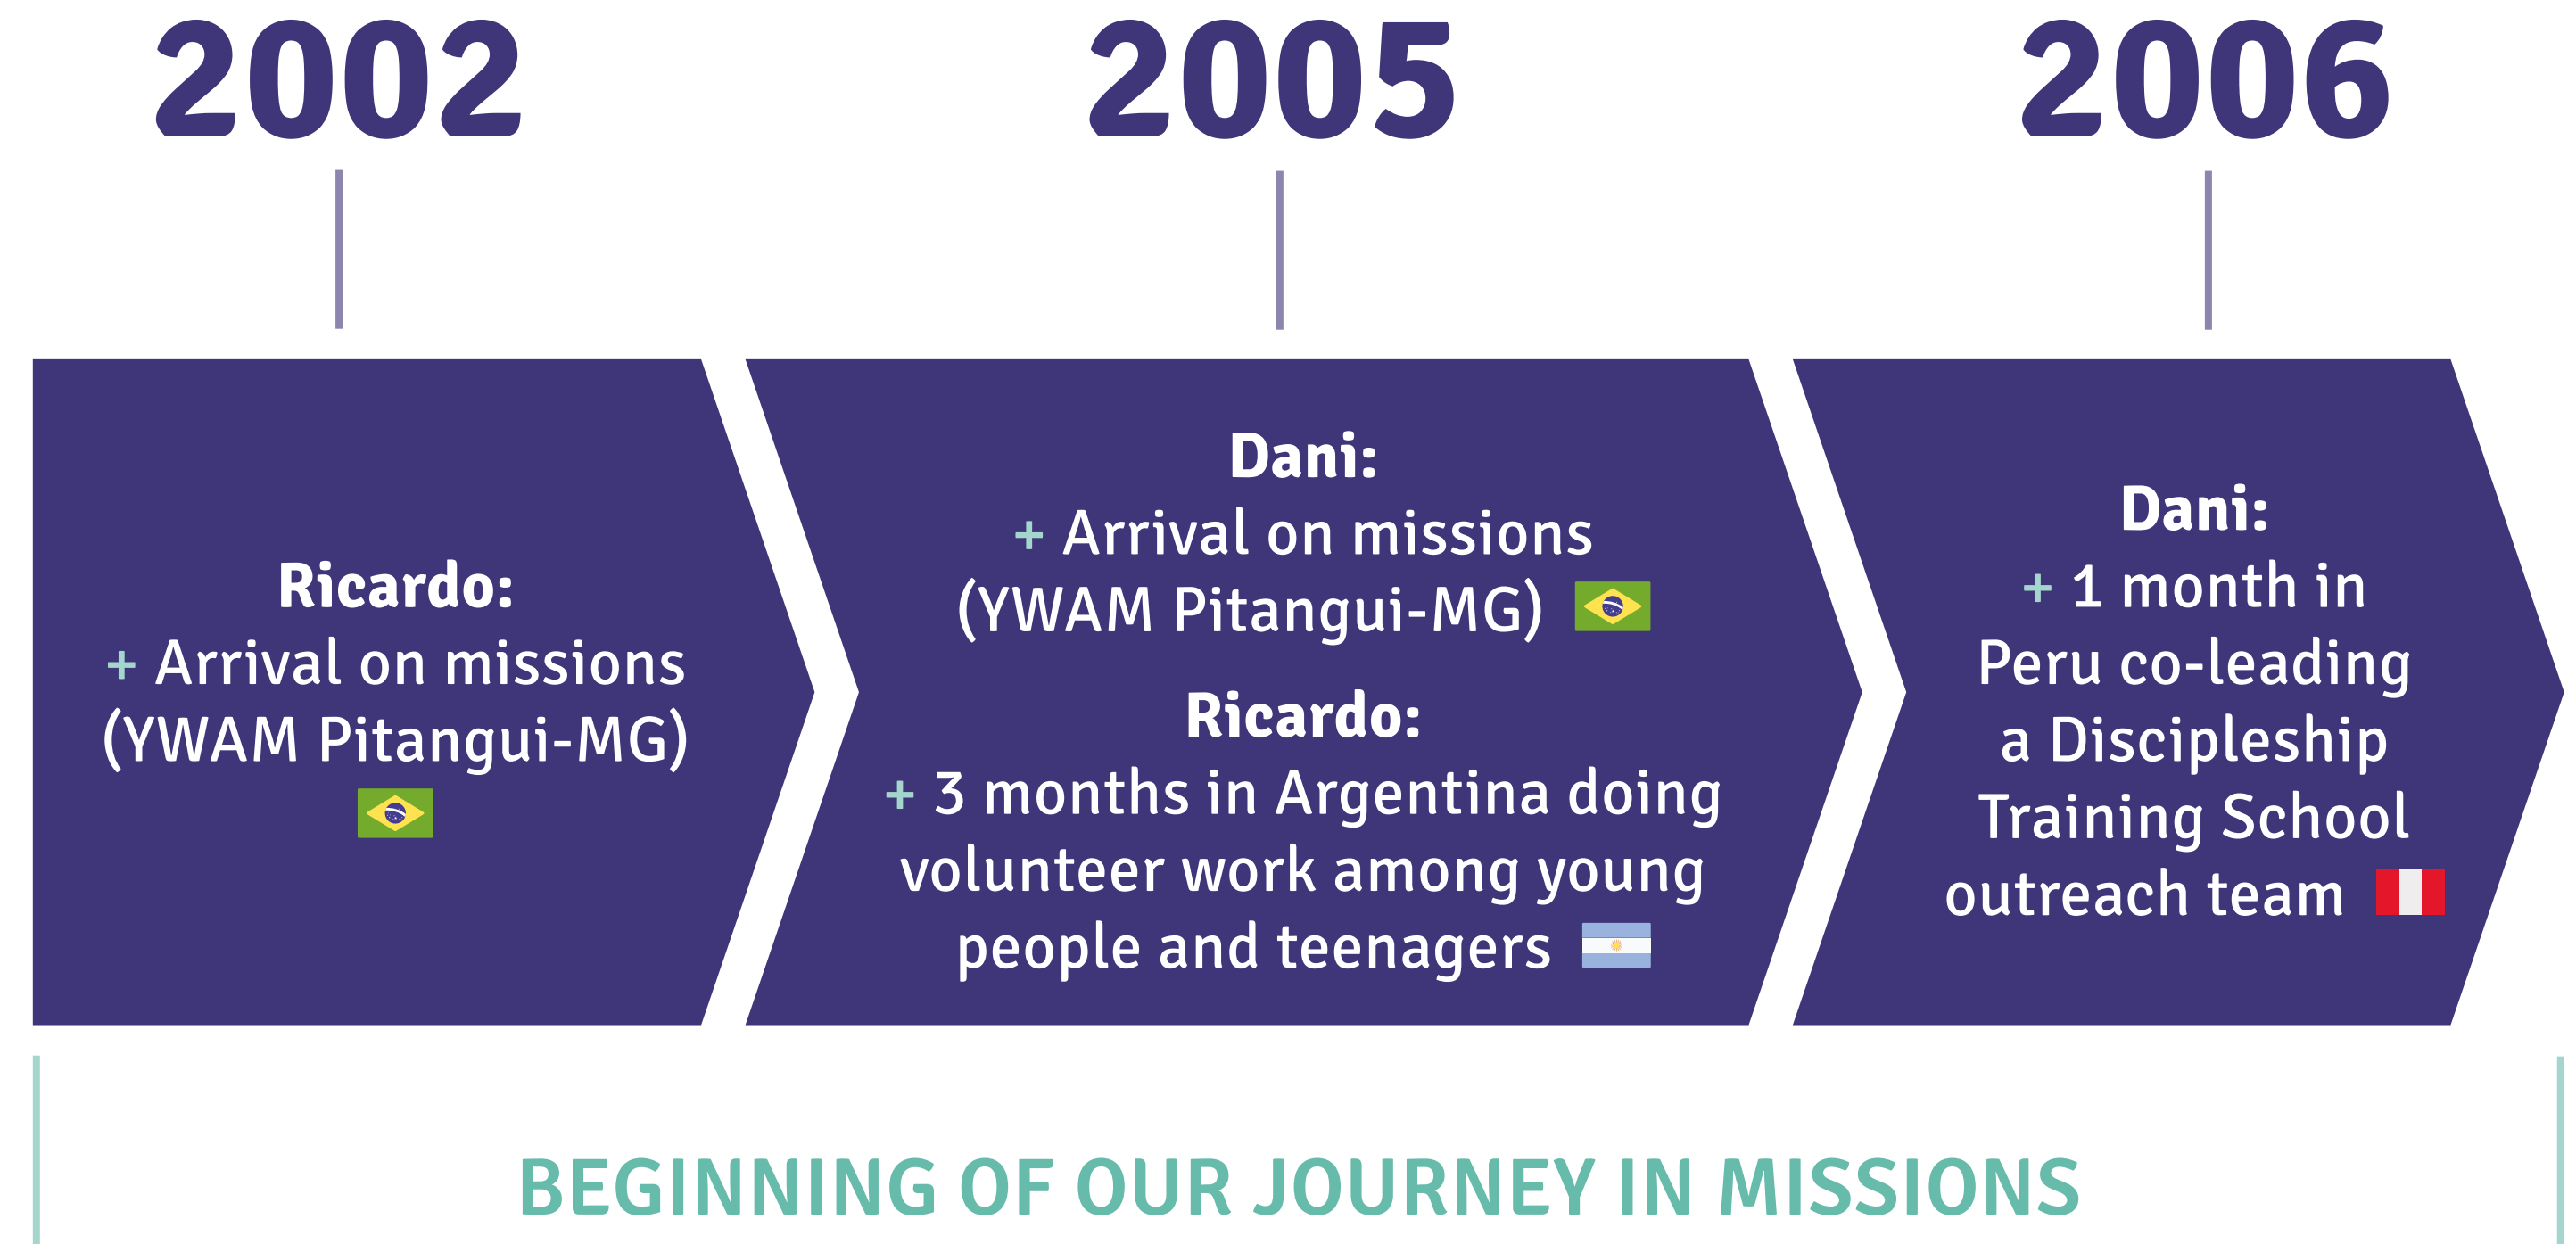 2002
2005
2006
Ricardo:
+ Arrival on missions
(YWAM Pitangui-MG)
Dani:
+ Arrival on missions
(YWAM Pitangui-MG)
Ricardo:
+ 3 months in Argentina doing
volunteer work among young
people and teenagers
Dani:
+ 1 month in
Peru co-leading
a Discipleship
Training School
outreach team
BEGINNING OF OUR JOURNEY IN MISSIONS